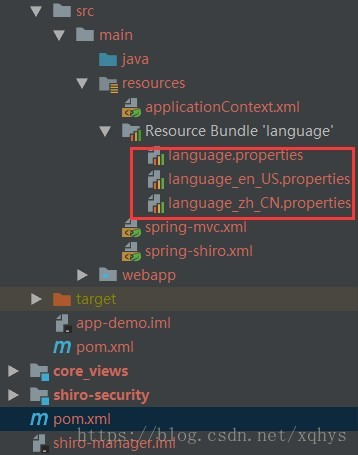 src
main
java
resources
applicationContext.xml
Resource Bundle 'language'
language.properties
language_en_US.properties
language_zh_CN.properties
spring-mvc.xml
spring-shiro.xml
webapp
target
app-demo.iml
pom.xml
core_views
shiro-security
pom.xml
https://blog.csdn.net/xqhys
shiro-manager.iml